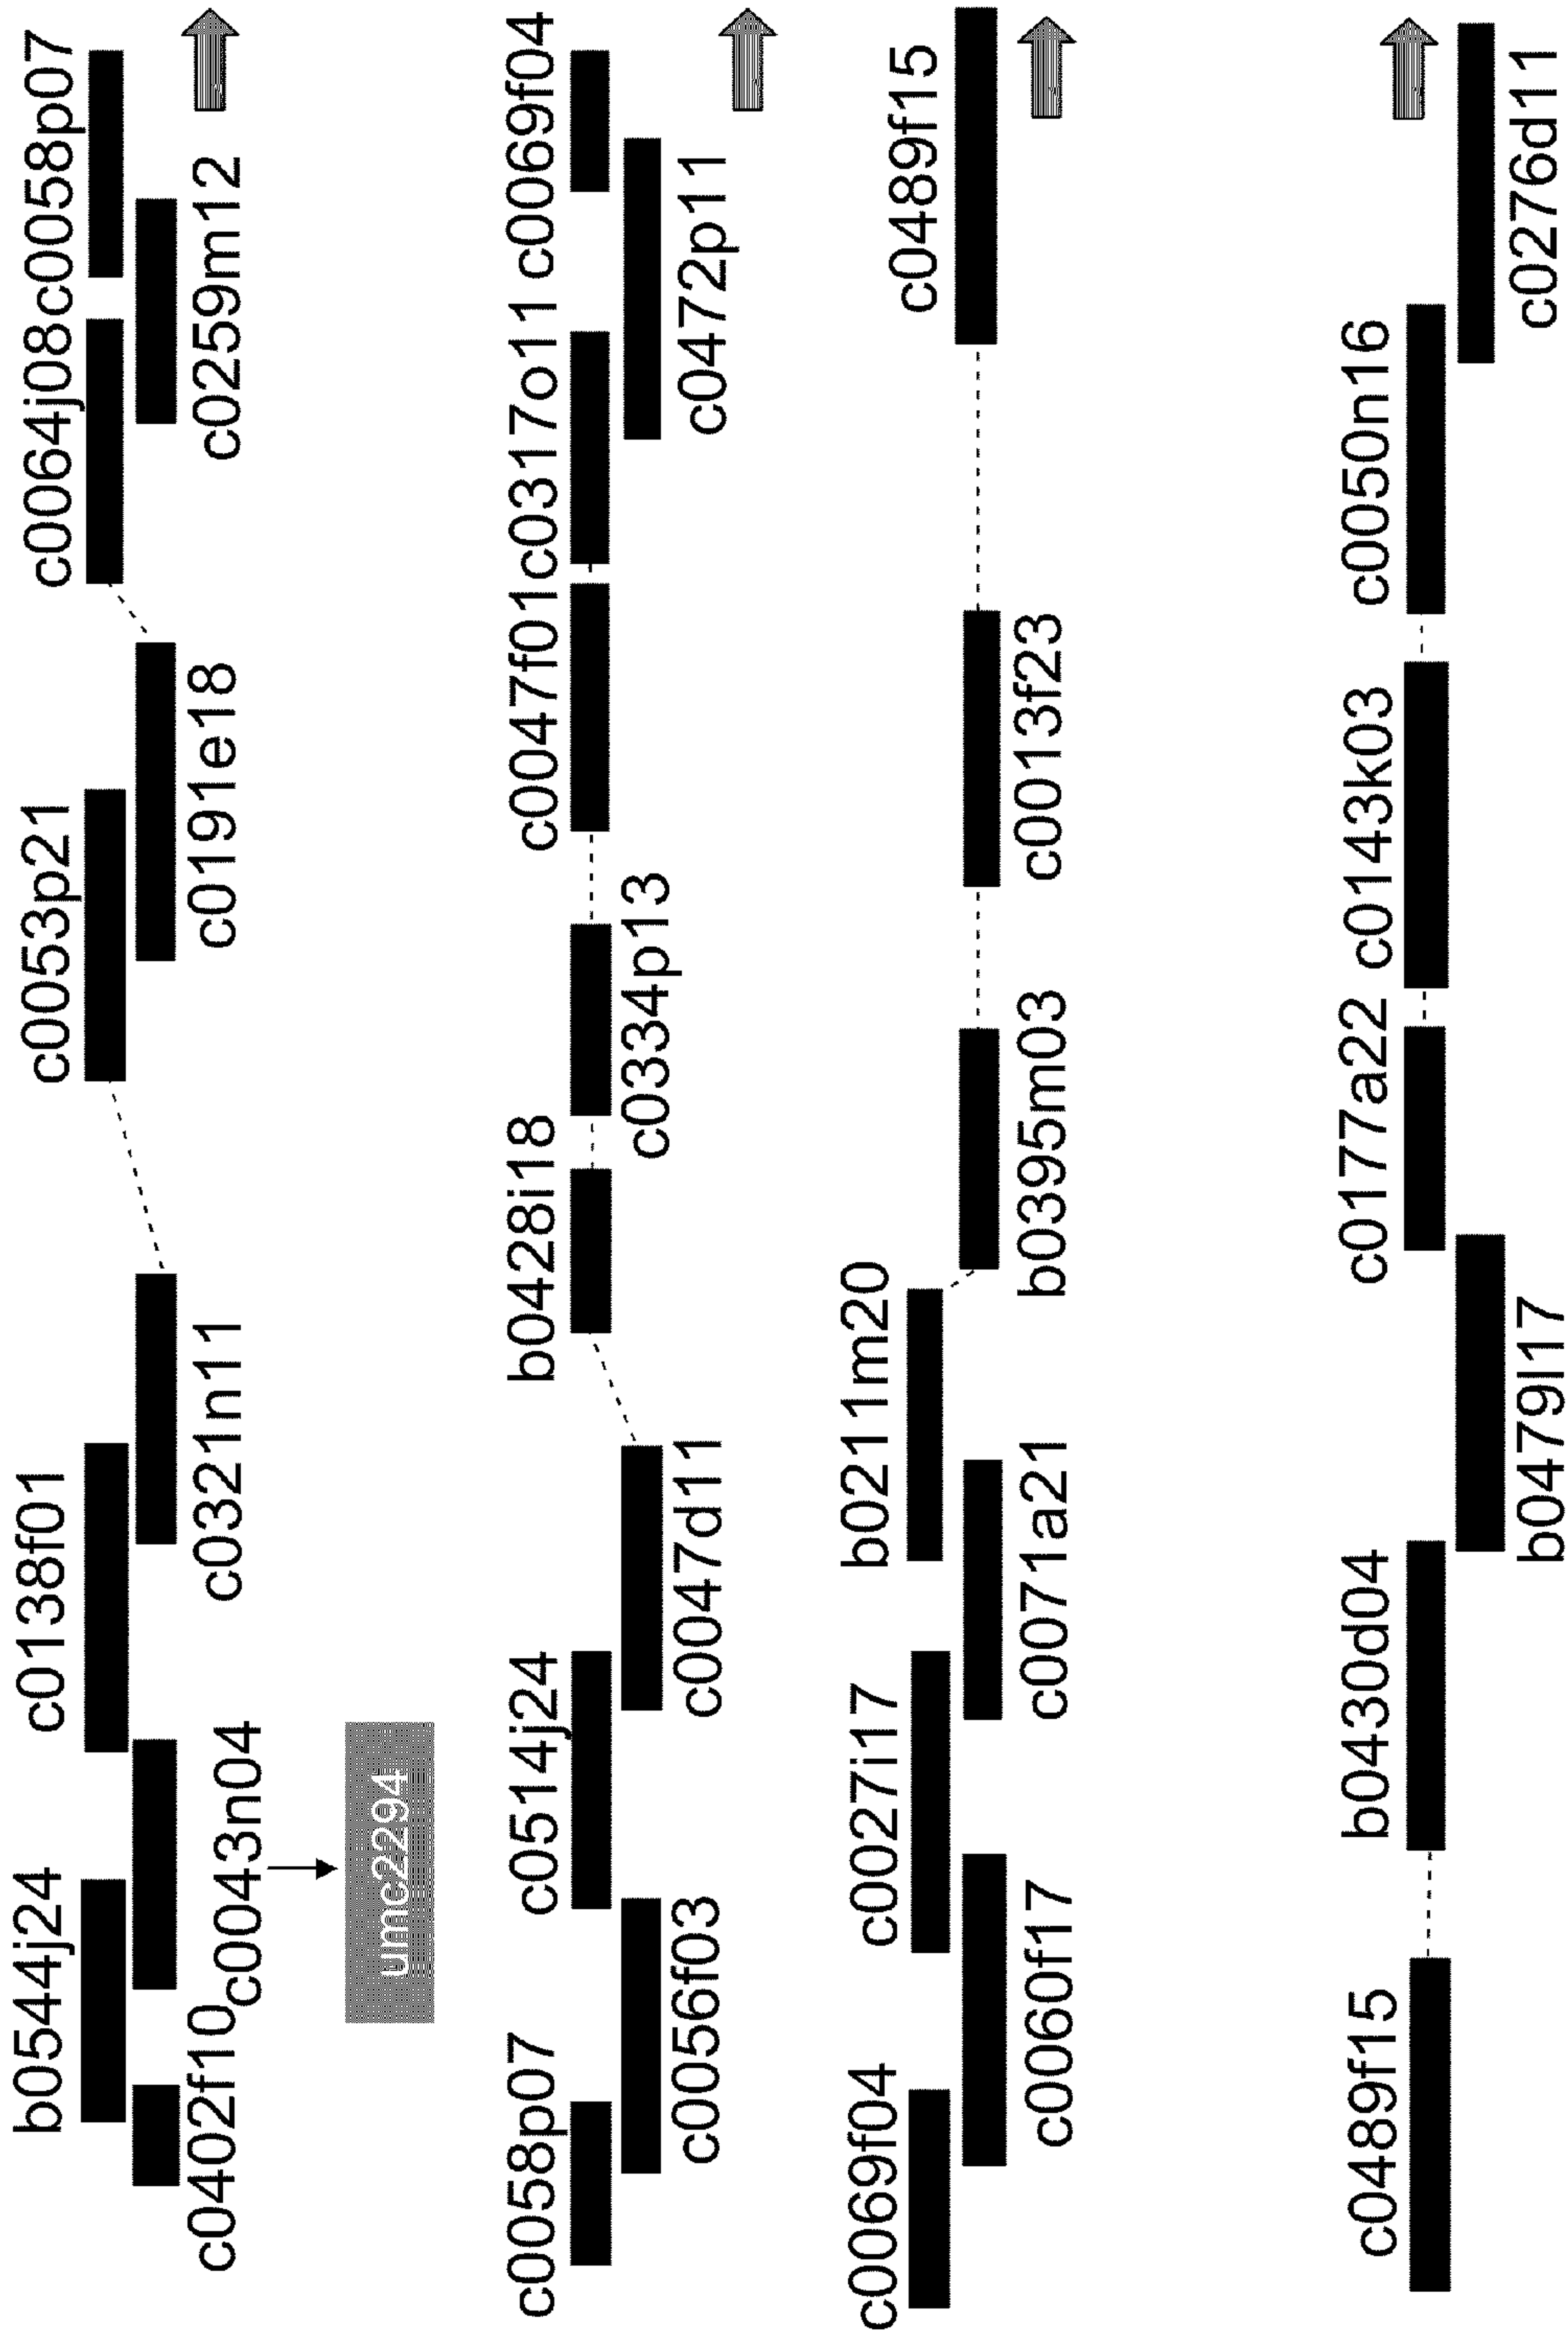 b0544j24 c0138f01 c0053p21 c0064j08 c0058p07
c0402f10 c0043n04 c0321n11 c0191e18 c0259m12
umc2294
c0058p07 c0514j24 b0428i18 c0047f01 c0317o11 c0069f04
c0056f03 c0047d11 c0334p13 c0472p11
c0069f04 c0027i17 b0211m20 c0489f15
c0060f17 c0071a21 b0395m03 c0013f23
c0489f15 b0430d04 c0177a22 c0143k03 c0050n16
b0479l17 c0276d11